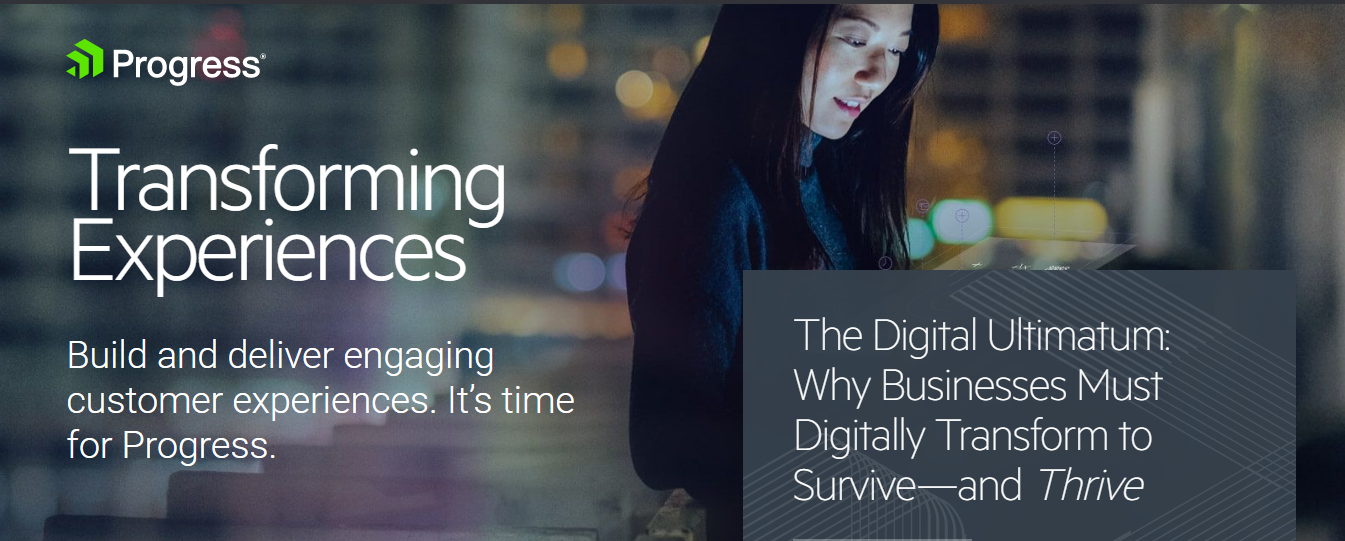 Progress®
Transforming
Experiences
Build and deliver engaging
customer experiences. It’s time
for Progress.
The Digital Ultimatum:
Why Businesses Must
Digitally Transform to
Survive—and Thrive